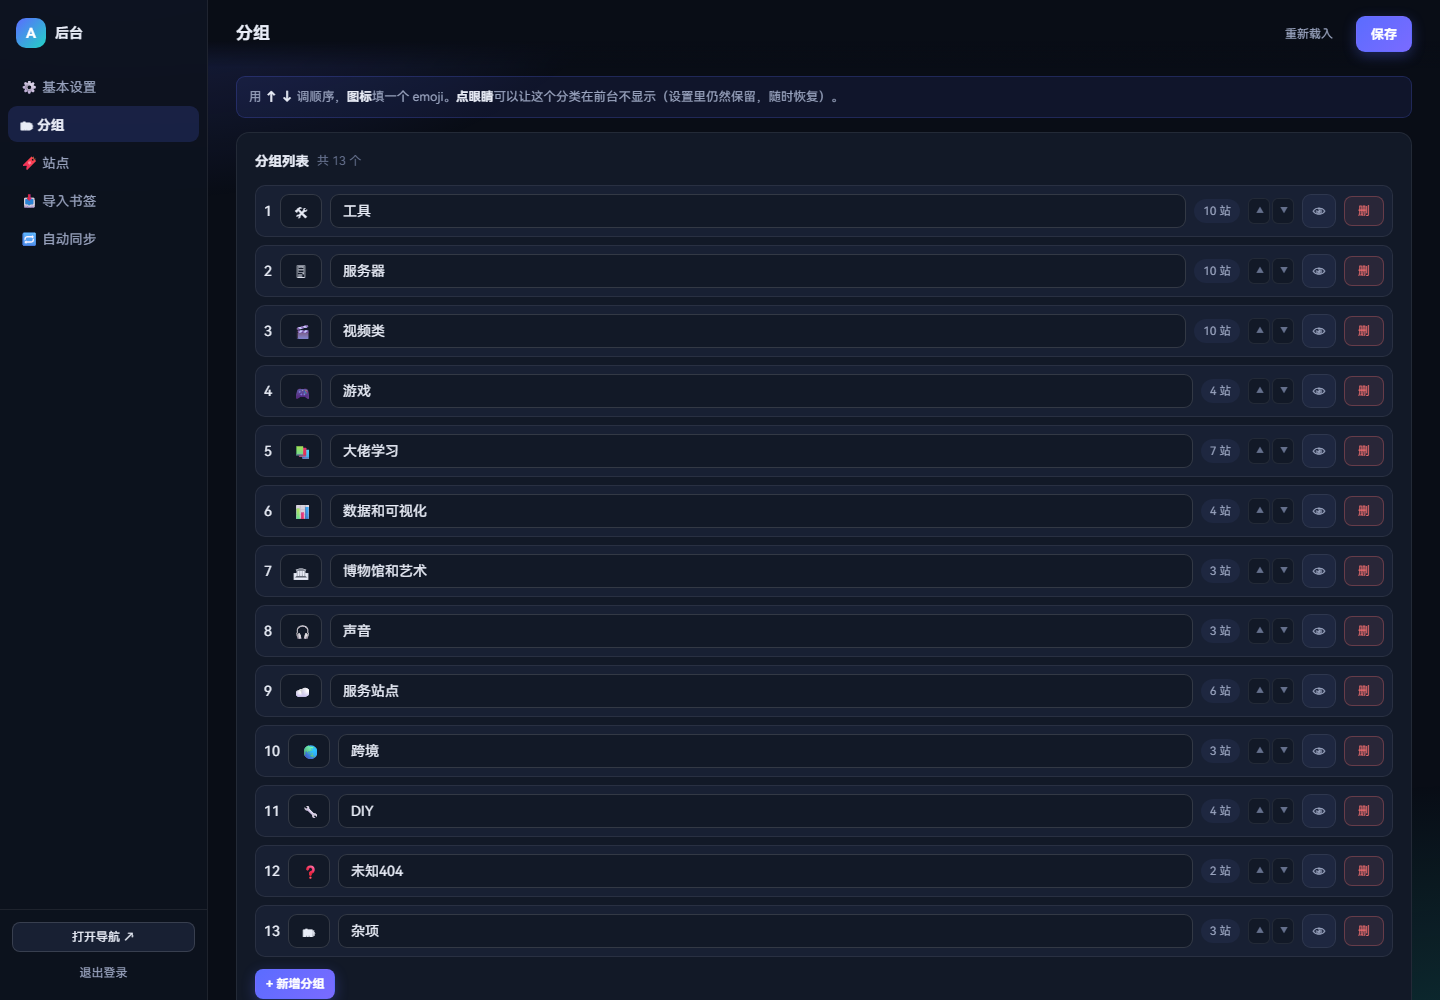 A 后台
基本设置
分组
站点
导入书签
自动同步
打开导航 ↗
退出登录
分组
重新载入
保存
用 ↑ ↓ 调顺序，图标填一个 emoji。点眼睛可以让这个分类在前台不显示（设置里仍然保留，随时恢复）。
分组列表 共 13 个
1 工具 10 站 ▲ ▼ 删
2 服务器 10 站 ▲ ▼ 删
3 视频类 10 站 ▲ ▼ 删
4 游戏 4 站 ▲ ▼ 删
5 大佬学习 7 站 ▲ ▼ 删
6 数据和可视化 4 站 ▲ ▼ 删
7 博物馆和艺术 3 站 ▲ ▼ 删
8 声音 3 站 ▲ ▼ 删
9 服务站点 6 站 ▲ ▼ 删
10 跨境 3 站 ▲ ▼ 删
11 DIY 4 站 ▲ ▼ 删
12 未知404 2 站 ▲ ▼ 删
13 杂项 3 站 ▲ ▼ 删
+ 新增分组